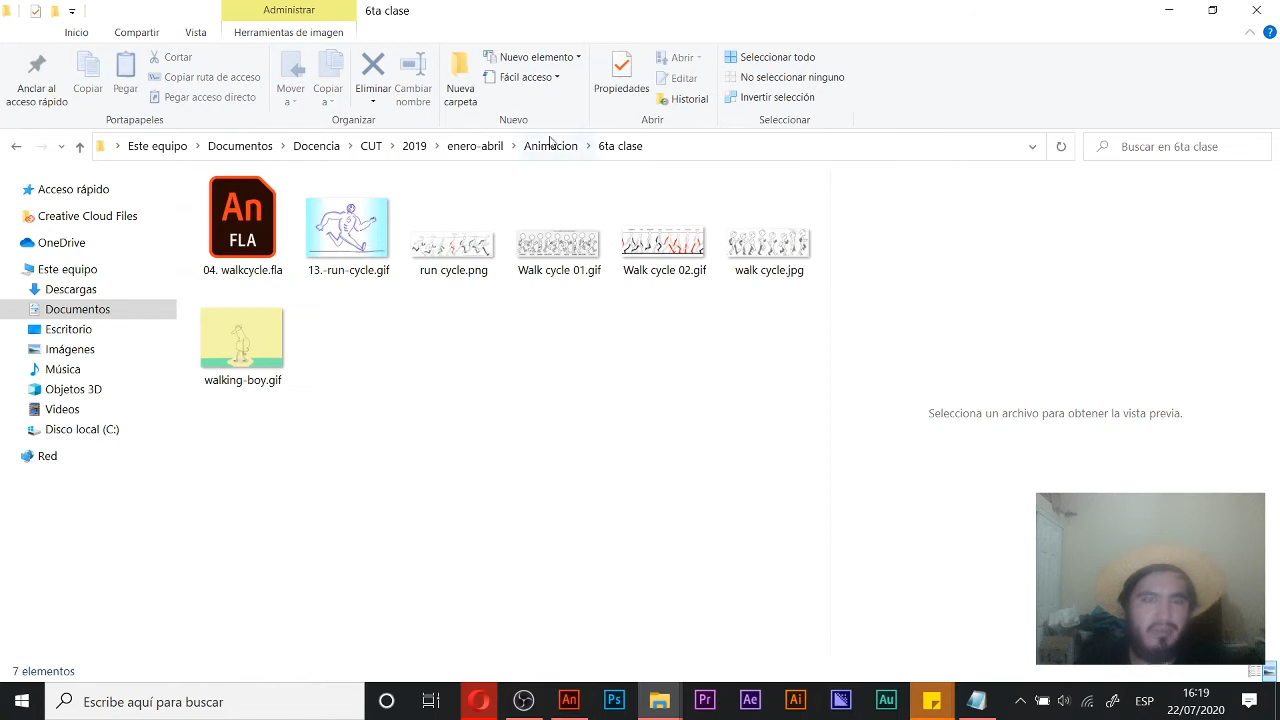 Administrar
6ta clase
Inicio
Compartir
Vista
Herramientas de imagen
Anclar al acceso rápido
Copiar
Pegar
Cortar
Copiar ruta de acceso
Pegar acceso directo
Portapapeles
Mover a
Copiar a
Eliminar
Cambiar nombre
Organizar
Nueva carpeta
Nuevo elemento
Fácil acceso
Nuevo
Propiedades
Abrir
Editar
Historial
Abrir
Seleccionar todo
No seleccionar ninguno
Invertir selección
Seleccionar
Este equipo > Documentos > Docencia > CUT > 2019 > enero-abril > Animacion > 6ta clase
Buscar en 6ta clase
Acceso rápido
Creative Cloud Files
OneDrive
Este equipo
Descargas
Documentos
Escritorio
Imágenes
Música
Objetos 3D
Videos
Disco local (C:)
Red
An
FLA
04. walkcycle.fla
13.-run-cycle.gif
run cycle.png
Walk cycle 01.gif
Walk cycle 02.gif
walk cycle.jpg
walking-boy.gif
Selecciona un archivo para obtener la vista previa.
7 elementos
Escribe aquí para buscar
An
Ps
Pr
Ae
Ai
Au
ESP
16:19
22/07/2020